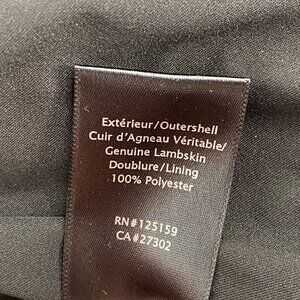 Extérieur/Outershell
Cuir d'Agneau Véritable/
Genuine Lambskin
Doublure/Lining
100% Polyester
RN#125159
CA#27302